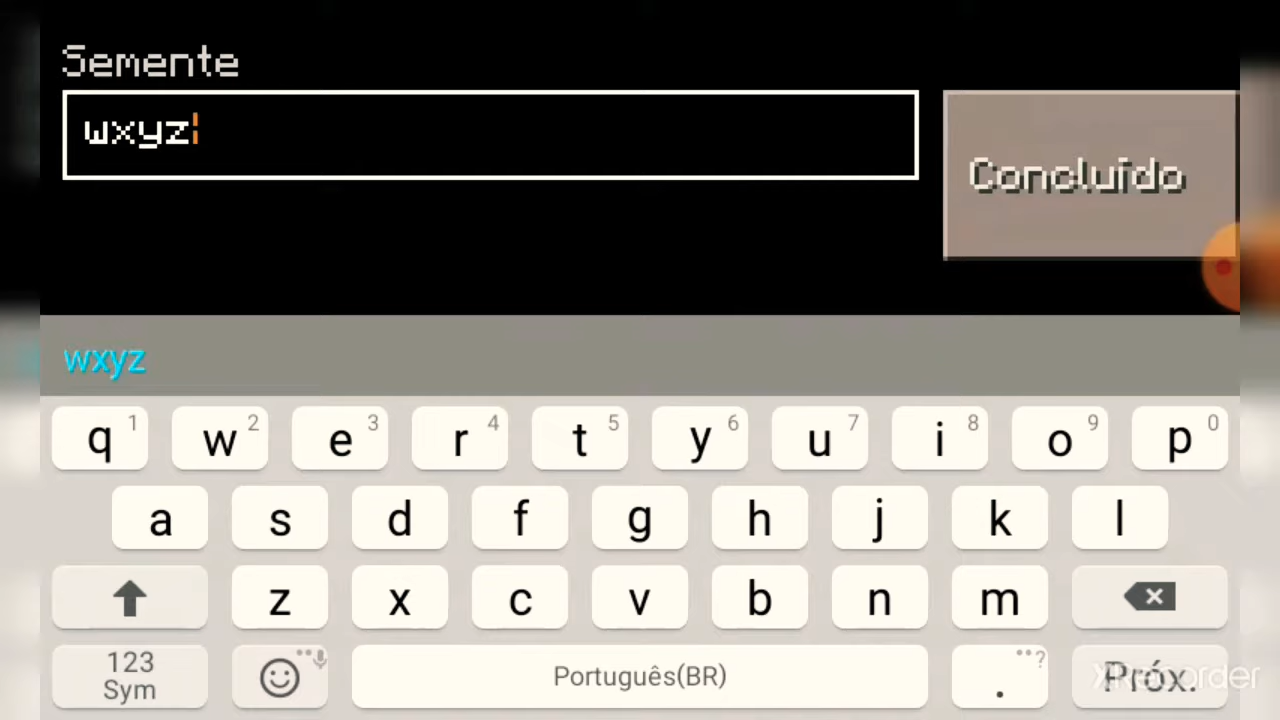 Semente
wxyz
Concluído
wxyz
q 1 w 2 e 3 r 4 t 5 y 6 u 7 i 8 o 9 p 0
a s d f g h j k l
z x c v b n m
123
Sym
Português(BR)
. ?
Próx.
XRecorder